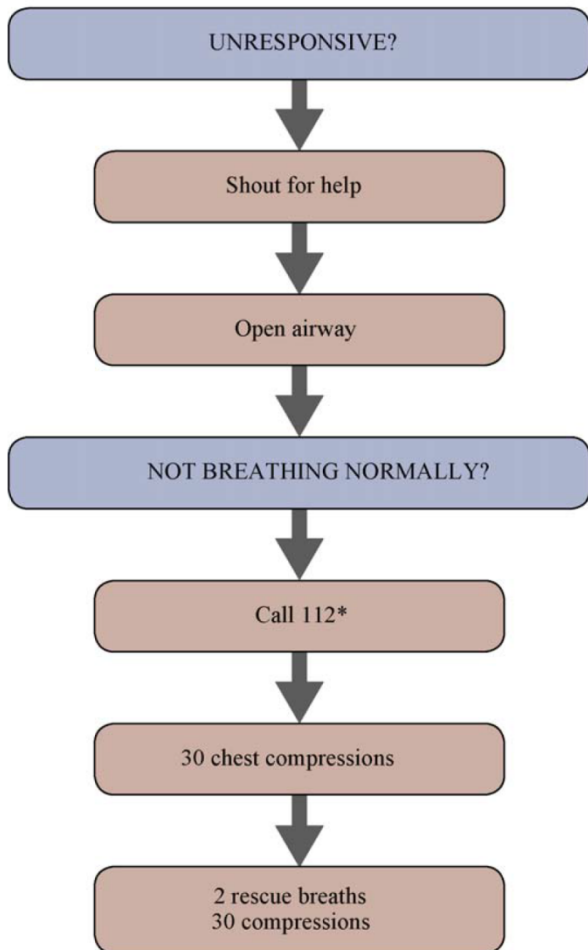 UNRESPONSIVE?
Shout for help
Open airway
NOT BREATHING NORMALLY?
Call 112*
30 chest compressions
2 rescue breaths
30 compressions